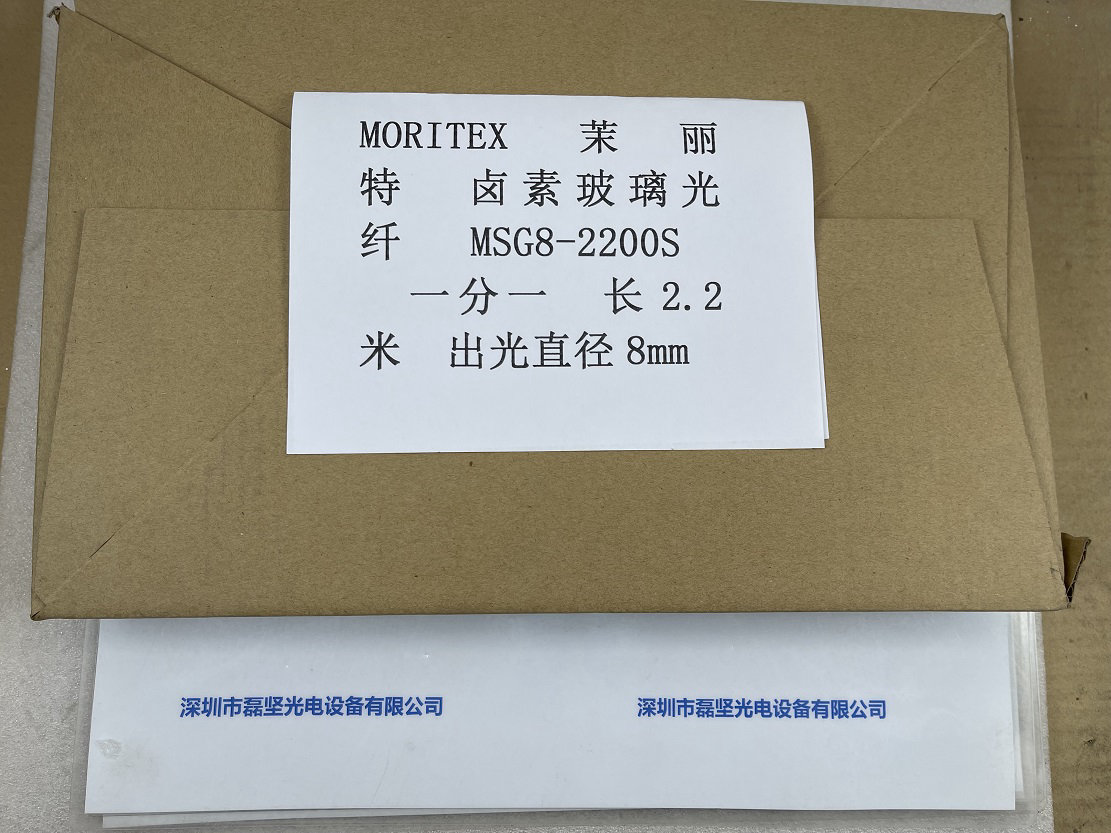 MORITEX 茉 丽
特 卤素玻璃光
纤 MSG8-2200S
一分一 长 2.2
米 出光直径 8mm
深圳市磊坚光电设备有限公司 深圳市磊坚光电设备有限公司